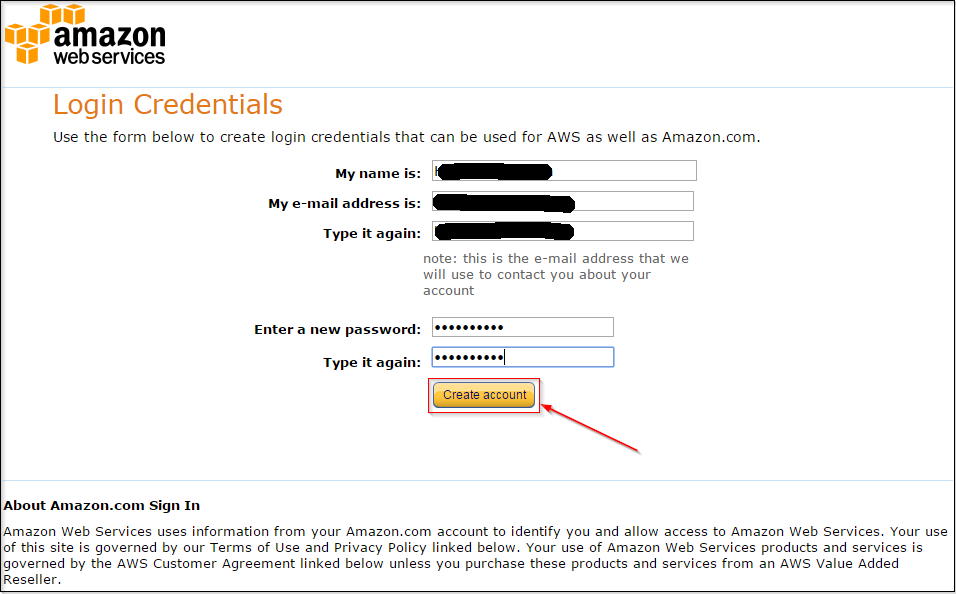 amazon
web services
Login Credentials
Use the form below to create login credentials that can be used for AWS as well as Amazon.com.
My name is:
My e-mail address is:
Type it again:
note: this is the e-mail address that we
will use to contact you about your
account
Enter a new password: ••••••••••
Type it again: ••••••••••
Create account
About Amazon.com Sign In
Amazon Web Services uses information from your Amazon.com account to identify you and allow access to Amazon Web Services. Your use
of this site is governed by our Terms of Use and Privacy Policy linked below. Your use of Amazon Web Services products and services is
governed by the AWS Customer Agreement linked below unless you purchase these products and services from an AWS Value Added
Reseller.